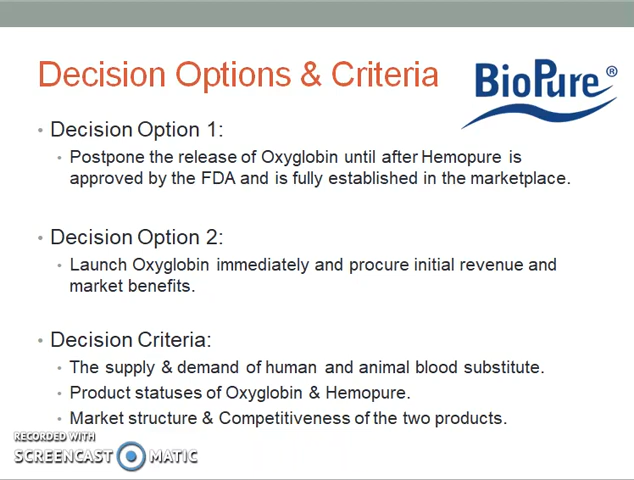 Decision Options & Criteria
BioPure®
• Decision Option 1:
• Postpone the release of Oxyglobin until after Hemopure is
approved by the FDA and is fully established in the marketplace.
• Decision Option 2:
• Launch Oxyglobin immediately and procure initial revenue and
market benefits.
• Decision Criteria:
• The supply & demand of human and animal blood substitute.
• Product statuses of Oxyglobin & Hemopure.
• Market structure & Competitiveness of the two products.
RECORDED WITH
SCREENCAST MATIC